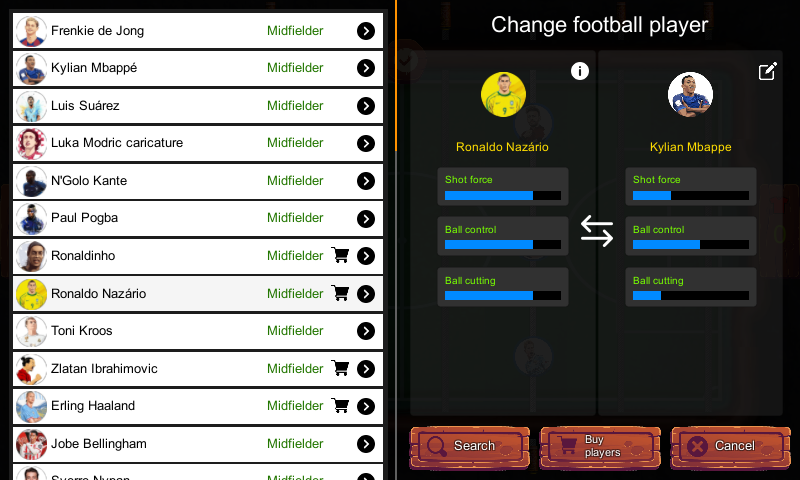 Frenkie de Jong Midfielder
Kylian Mbappé Midfielder
Luis Suárez Midfielder
Luka Modric caricature Midfielder
N'Golo Kante Midfielder
Paul Pogba Midfielder
Ronaldinho Midfielder
Ronaldo Nazário Midfielder
Toni Kroos Midfielder
Zlatan Ibrahimovic Midfielder
Erling Haaland Midfielder
Jobe Bellingham Midfielder
Sverre Nypan Midfielder
Change football player
Ronaldo Nazário
Shot force
Ball control
Ball cutting
Kylian Mbappe
Shot force
Ball control
Ball cutting
Search
Buy
players
Cancel